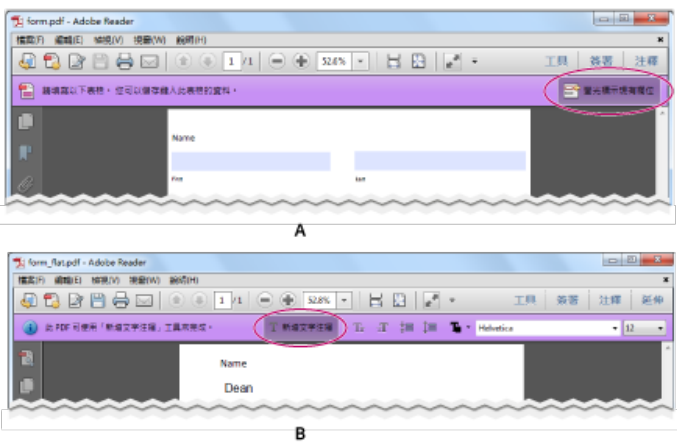 form.pdf - Adobe Reader
檔案(F) 編輯(E) 檢視(V) 視窗(W) 說明(H)
1 / 1 52.6% 工具 簽署 注釋
請填寫以下表格。您可以儲存鍵入此表格的資料。 螢光標示現有欄位
Name
First Last
A
form_flat.pdf - Adobe Reader
檔案(F) 編輯(E) 檢視(V) 視窗(W) 說明(H)
1 / 1 52.8% 工具 簽署 注釋 延伸
此 PDF 可使用「新增文字注釋」工具來完成。 新增文字注釋 Helvetica 12
Name
Dean
B